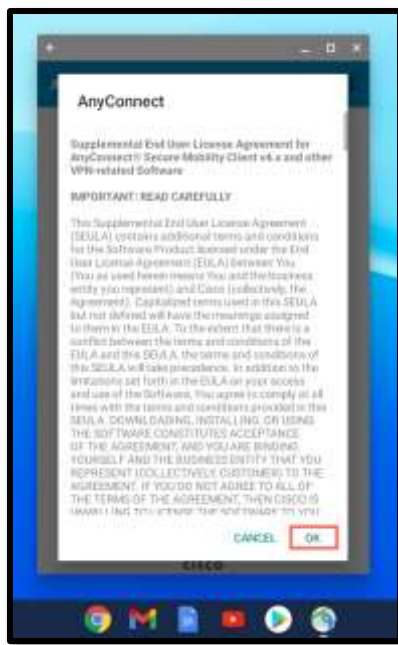 AnyConnect
Supplemental End User License Agreement for
AnyConnect® Secure Mobility Client v4.x and other
VPN-related Software
IMPORTANT: READ CAREFULLY
This Supplemental End User License Agreement
(SEULA) contains additional terms and conditions
for the Software Product licensed under the End
User License Agreement (EULA) between You
(You as used herein means You and the business
entity you represent) and Cisco (collectively, the
Agreement). Capitalized terms used in this SEULA
but not defined will have the meanings assigned
to them in the EULA. To the extent that there is a
conflict between the terms and conditions of the
EULA and this SEULA, the terms and conditions of
this SEULA will take precedence. In addition to the
limitations set forth in the EULA on your access
and use of the Software, You agree to comply at all
times with the terms and conditions provided in this
SEULA. DOWNLOADING, INSTALLING, OR USING
THE SOFTWARE CONSTITUTES ACCEPTANCE
OF THE AGREEMENT, AND YOU ARE BINDING
YOURSELF AND THE BUSINESS ENTITY THAT YOU
REPRESENT (COLLECTIVELY, CUSTOMER) TO THE
AGREEMENT. IF YOU DO NOT AGREE TO ALL OF
THE TERMS OF THE AGREEMENT, THEN CISCO IS
UNWILLING TO LICENSE THE SOFTWARE TO YOU
CANCEL OK
CISCO